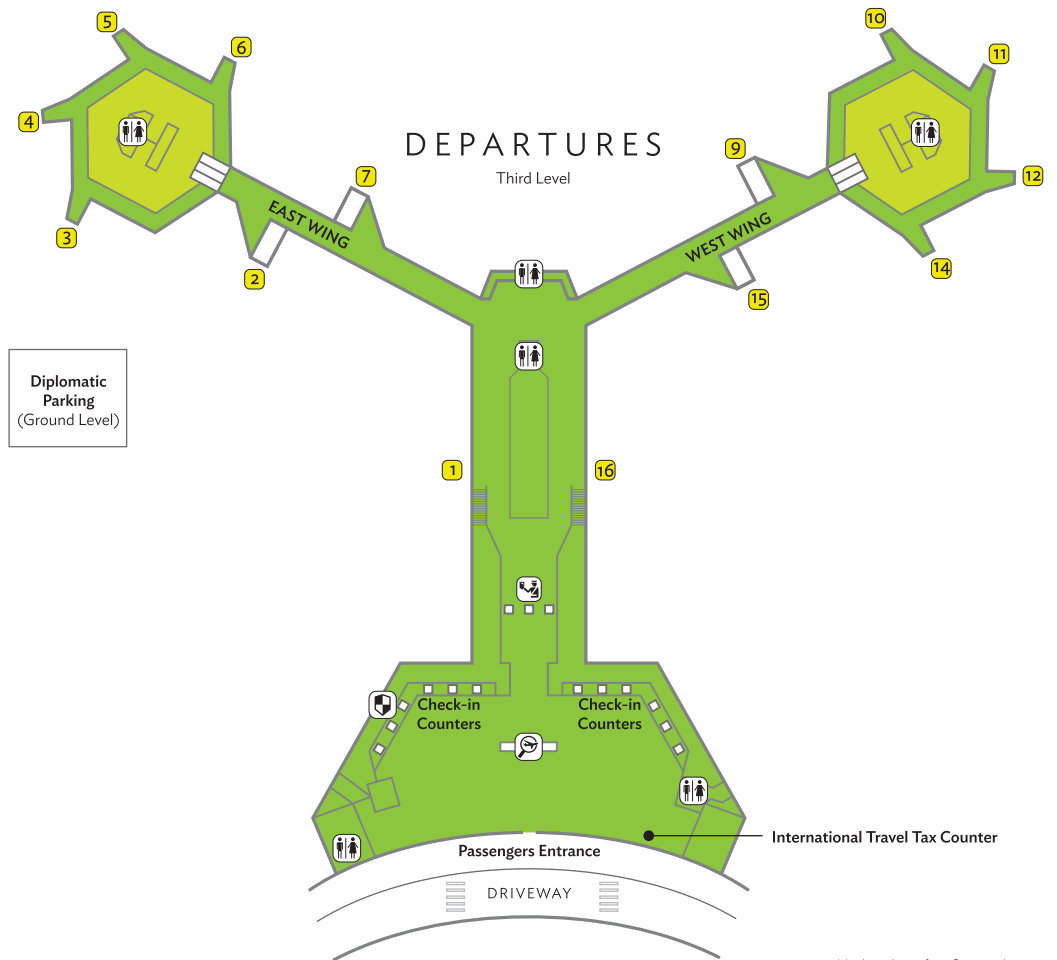 5
6
10
11
4
DEPARTURES
Third Level
9
12
7
3
EAST WING
WEST WING
2
14
15
Diplomatic
Parking
(Ground Level)
1
16
Check-in
Counters
Check-in
Counters
International Travel Tax Counter
Passengers Entrance
DRIVEWAY